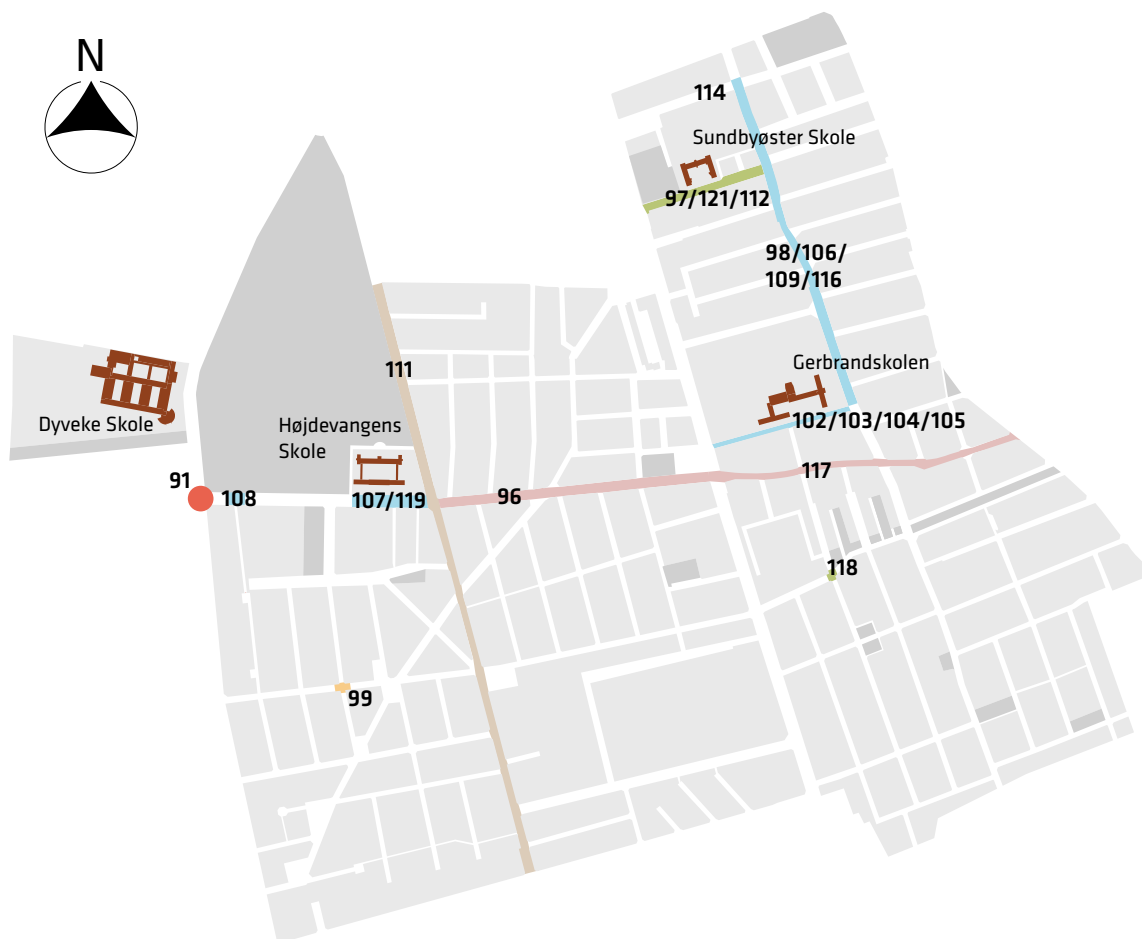 N
114
Sundbyøster Skole
97/121/112
98/106/
109/116
111
Gerbrandskolen
Dyveke Skole
Højdevangens
Skole
102/103/104/105
117
91
108
107/119
96
118
99